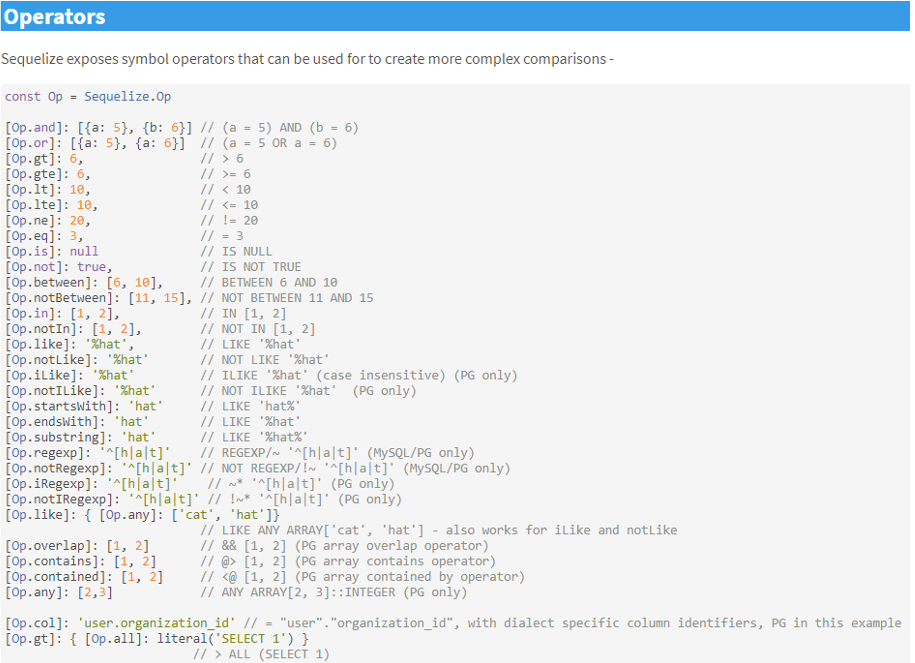 Operators
Sequelize exposes symbol operators that can be used for to create more complex comparisons -
const Op = Sequelize.Op
[Op.and]: [{a: 5}, {b: 6}] // (a = 5) AND (b = 6)
[Op.or]: [{a: 5}, {a: 6}]  // (a = 5 OR a = 6)
[Op.gt]: 6,                // > 6
[Op.gte]: 6,               // >= 6
[Op.lt]: 10,               // < 10
[Op.lte]: 10,              // <= 10
[Op.ne]: 20,               // != 20
[Op.eq]: 3,                // = 3
[Op.is]: null              // IS NULL
[Op.not]: true,            // IS NOT TRUE
[Op.between]: [6, 10],     // BETWEEN 6 AND 10
[Op.notBetween]: [11, 15], // NOT BETWEEN 11 AND 15
[Op.in]: [1, 2],           // IN [1, 2]
[Op.notIn]: [1, 2],        // NOT IN [1, 2]
[Op.like]: '%hat',         // LIKE '%hat'
[Op.notLike]: '%hat'       // NOT LIKE '%hat'
[Op.iLike]: '%hat'         // ILIKE '%hat' (case insensitive) (PG only)
[Op.notILike]: '%hat'      // NOT ILIKE '%hat'  (PG only)
[Op.startsWith]: 'hat'     // LIKE 'hat%'
[Op.endsWith]: 'hat'       // LIKE '%hat'
[Op.substring]: 'hat'      // LIKE '%hat%'
[Op.regexp]: '^[h|a|t]'    // REGEXP/~ '^[h|a|t]' (MySQL/PG only)
[Op.notRegexp]: '^[h|a|t]' // NOT REGEXP/!~ '^[h|a|t]' (MySQL/PG only)
[Op.iRegexp]: '^[h|a|t]'    // ~* '^[h|a|t]' (PG only)
[Op.notIRegexp]: '^[h|a|t]' // !~* '^[h|a|t]' (PG only)
[Op.like]: { [Op.any]: ['cat', 'hat']}
                           // LIKE ANY ARRAY['cat', 'hat'] - also works for iLike and notLike
[Op.overlap]: [1, 2]       // && [1, 2] (PG array overlap operator)
[Op.contains]: [1, 2]      // @> [1, 2] (PG array contains operator)
[Op.contained]: [1, 2]     // <@ [1, 2] (PG array contained by operator)
[Op.any]: [2,3]            // ANY ARRAY[2, 3]::INTEGER (PG only)
[Op.col]: 'user.organization_id' // = "user"."organization_id", with dialect specific column identifiers, PG in this example
[Op.gt]: { [Op.all]: literal('SELECT 1') }
                          // > ALL (SELECT 1)